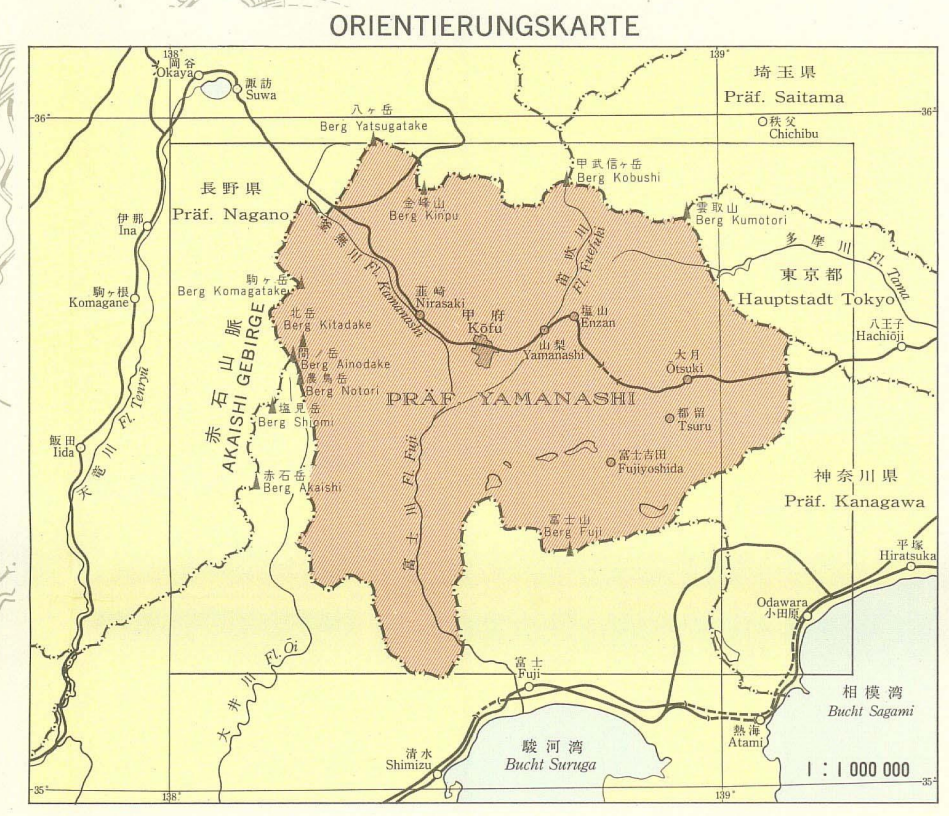 ORIENTIERUNGSKARTE
138°
139°
岡谷
Okaya
諏訪
Suwa
埼玉県
Präf. Saitama
36°
36°
八ヶ岳
Berg Yatsugatake
秩父
Chichibu
甲武信ヶ岳
Berg Kobushi
長野県
Präf. Nagano
金峰山
Berg Kinpu
雲取山
Berg Kumotori
伊那
Ina
釜無川 Fl. Kamanashi
笛吹川
Fl. Fuefuki
多摩川 Fl. Tama
駒ヶ岳
Berg Komagatake
駒ヶ根
Komagane
東京都
Hauptstadt Tokyo
韮崎
Nirasaki
北岳
Berg Kitadake
甲府
Kōfu
塩山
Enzan
八王子
Hachiōji
山梨
Yamanashi
間ノ岳
Berg Ainodake
大月
Ōtsuki
農鳥岳
Berg Notori
赤石山脈
AKAISHI GEBIRGE
PRÄF. YAMANASHI
塩見岳
Berg Shiomi
都留
Tsuru
天竜川 Fl. Tenryū
飯田
Iida
富士吉田
Fujiyoshida
赤石岳
Berg Akaishi
富士川 Fl. Fuji
神奈川県
Präf. Kanagawa
富士山
Berg Fuji
平塚
Hiratsuka
Odawara
小田原
大井川 Fl. Ōi
富士
Fuji
相模湾
Bucht Sagami
熱海
Atami
清水
Shimizu
駿河湾
Bucht Suruga
1 : 1 000 000
35°
35°
138°
139°